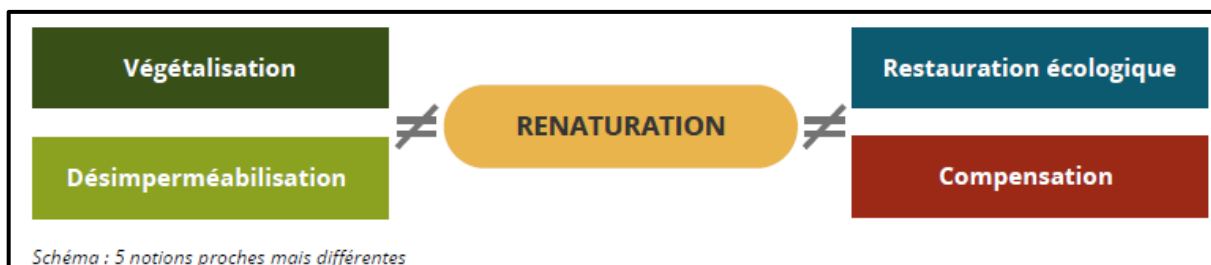 Végétalisation
Désimperméabilisation
≠
RENATURATION
≠
Restauration écologique
Compensation
Schéma : 5 notions proches mais différentes